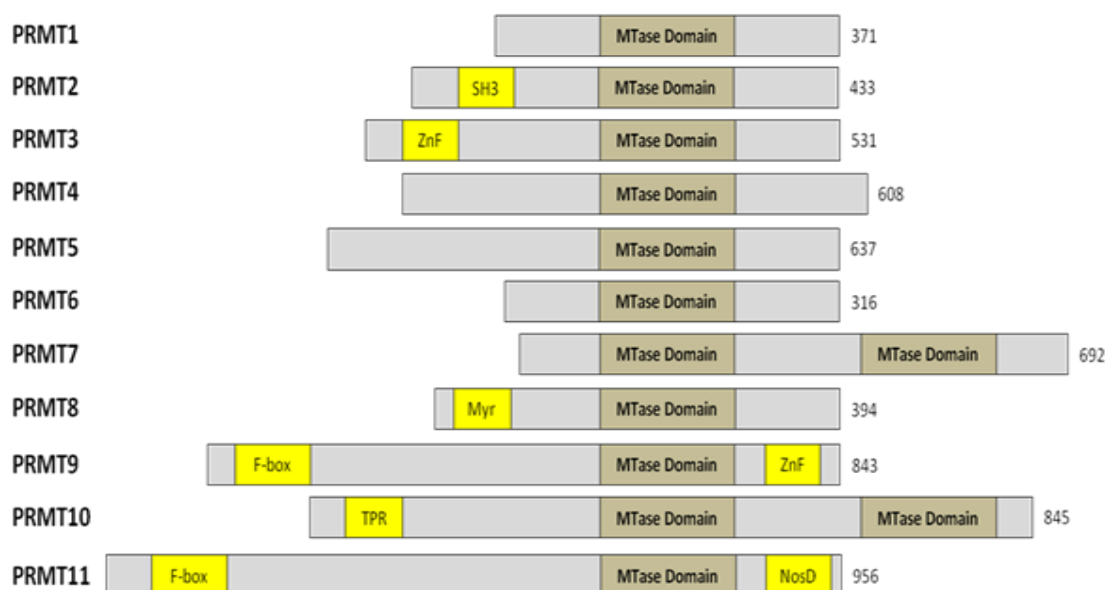 PRMT1 MTase Domain 371
PRMT2 SH3 MTase Domain 433
PRMT3 ZnF MTase Domain 531
PRMT4 MTase Domain 608
PRMT5 MTase Domain 637
PRMT6 MTase Domain 316
PRMT7 MTase Domain MTase Domain 692
PRMT8 Myr MTase Domain 394
PRMT9 F-box MTase Domain ZnF 843
PRMT10 TPR MTase Domain MTase Domain 845
PRMT11 F-box MTase Domain NosD 956